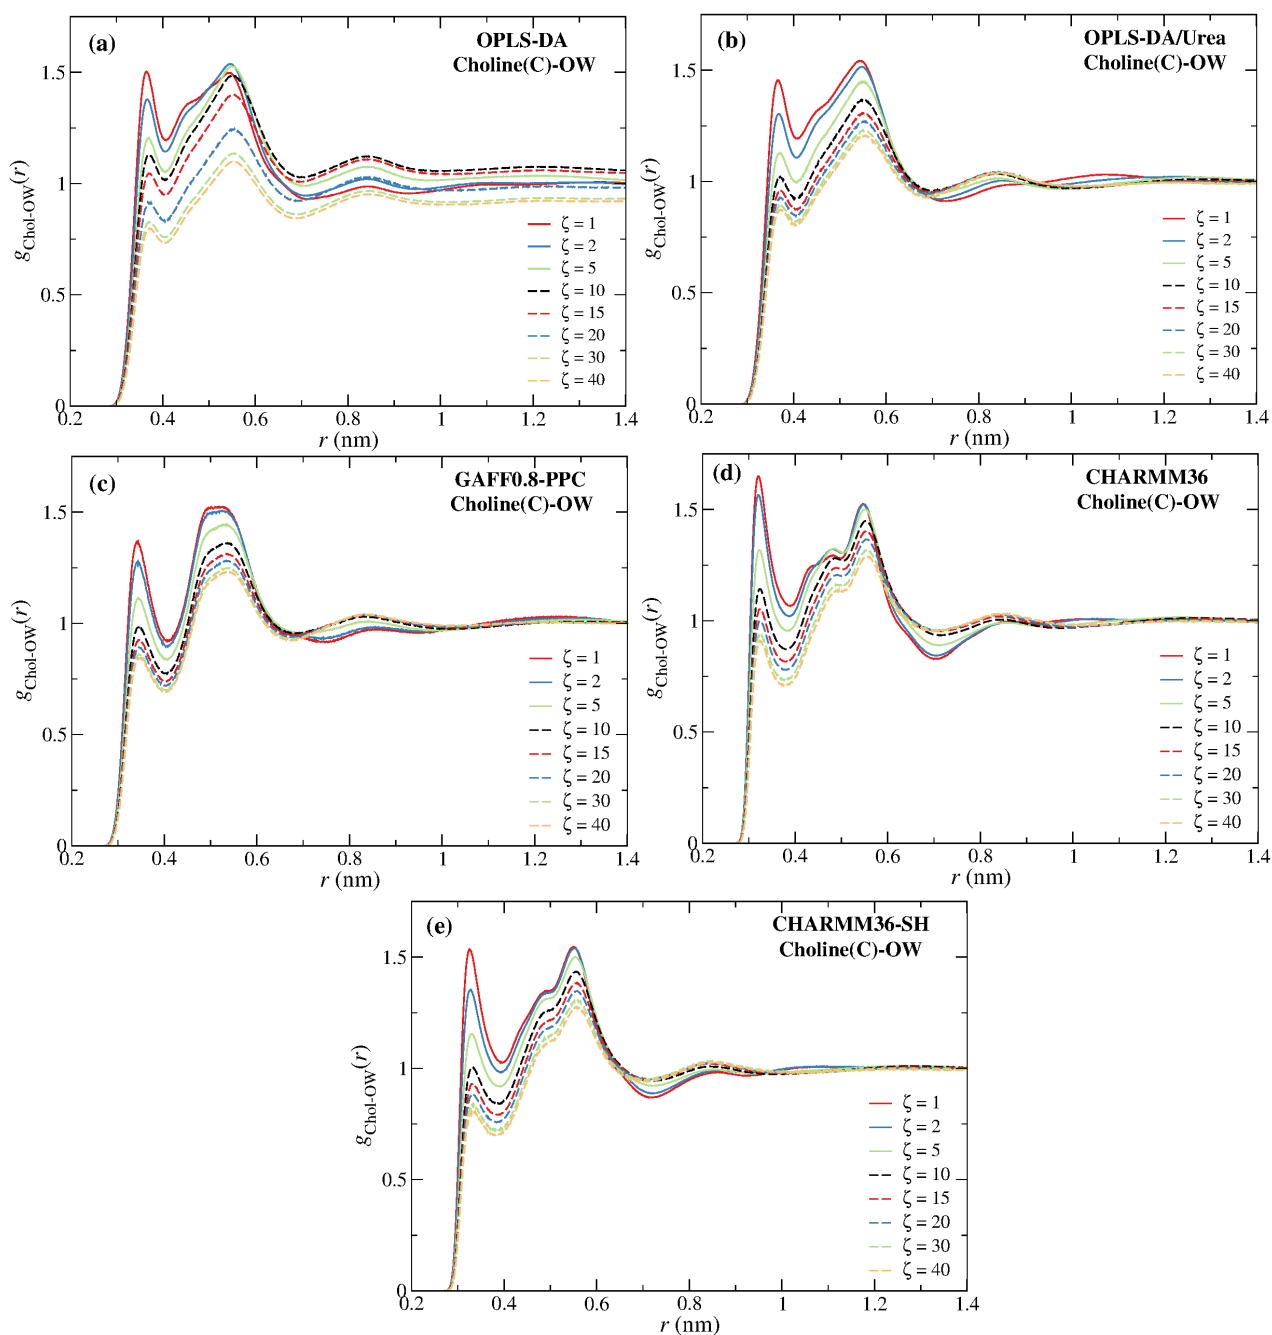 (a)
OPLS-DA
Choline(C)-OW
1.5
1
0.5
0
gChol-OW(r)
ζ = 1
ζ = 2
ζ = 5
ζ = 10
ζ = 15
ζ = 20
ζ = 30
ζ = 40
0.2 0.4 0.6 0.8 1 1.2 1.4
r (nm)
(b)
OPLS-DA/Urea
Choline(C)-OW
1.5
1
0.5
0
gChol-OW(r)
ζ = 1
ζ = 2
ζ = 5
ζ = 10
ζ = 15
ζ = 20
ζ = 30
ζ = 40
0.2 0.4 0.6 0.8 1 1.2 1.4
r (nm)
(c)
GAFF0.8-PPC
Choline(C)-OW
1.5
1
0.5
0
gChol-OW(r)
ζ = 1
ζ = 2
ζ = 5
ζ = 10
ζ = 15
ζ = 20
ζ = 30
ζ = 40
0.2 0.4 0.6 0.8 1 1.2 1.4
r (nm)
(d)
CHARMM36
Choline(C)-OW
1.5
1
0.5
0
gChol-OW(r)
ζ = 1
ζ = 2
ζ = 5
ζ = 10
ζ = 15
ζ = 20
ζ = 30
ζ = 40
0.2 0.4 0.6 0.8 1 1.2 1.4
r (nm)
(e)
CHARMM36-SH
Choline(C)-OW
1.5
1
0.5
0
gChol-OW(r)
ζ = 1
ζ = 2
ζ = 5
ζ = 10
ζ = 15
ζ = 20
ζ = 30
ζ = 40
0.2 0.4 0.6 0.8 1 1.2 1.4
r (nm)